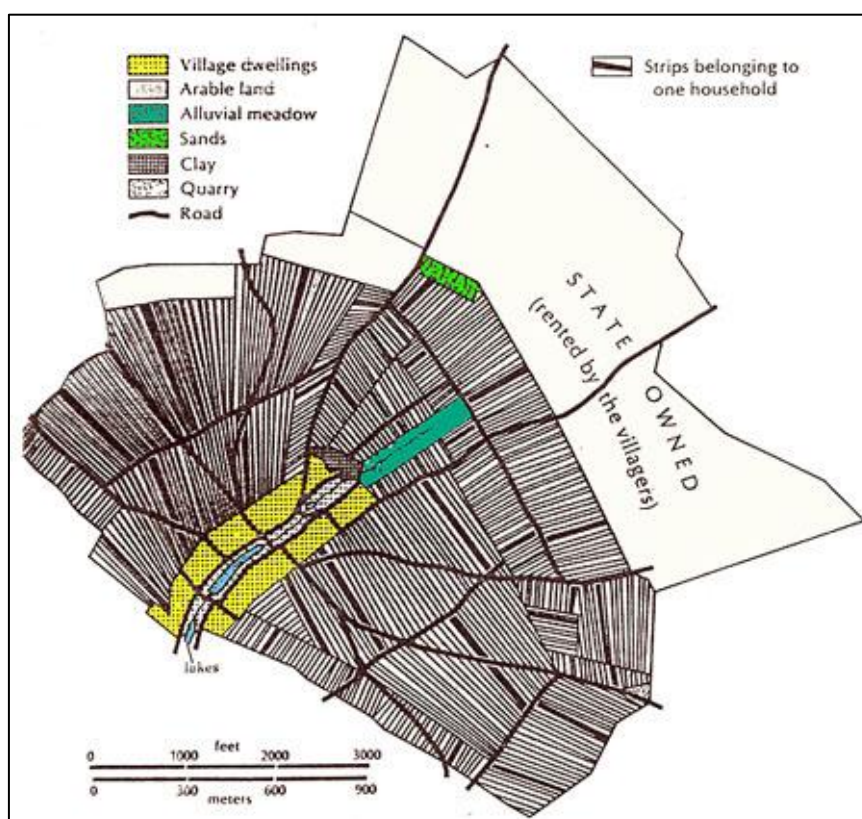 Village dwellings
Arable land
Alluvial meadow
Sands
Clay
Quarry
Road
Strips belonging to
one household
STATE OWNED
(rented by the villagers)
lakes
feet
0 1000 2000 3000
0 300 600 900
meters